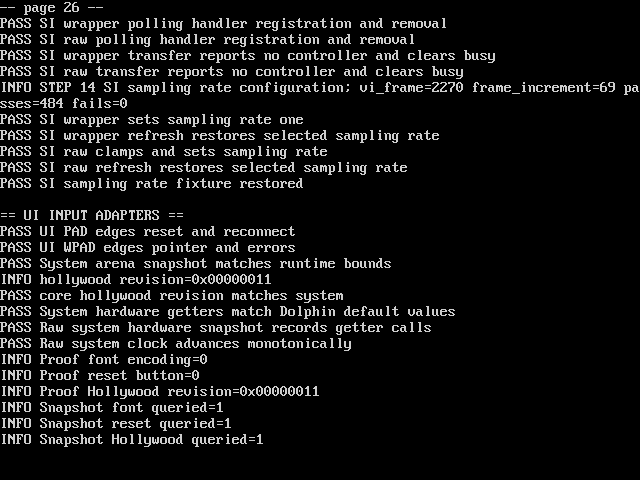 -- page 26 --
PASS SI wrapper polling handler registration and removal
PASS SI raw polling handler registration and removal
PASS SI wrapper transfer reports no controller and clears busy
PASS SI raw transfer reports no controller and clears busy
INFO STEP 14 SI sampling rate configuration; vi_frame=2270 frame_increment=69 pa
sses=484 fails=0
PASS SI wrapper sets sampling rate one
PASS SI wrapper refresh restores selected sampling rate
PASS SI raw clamps and sets sampling rate
PASS SI raw refresh restores selected sampling rate
PASS SI sampling rate fixture restored
== UI INPUT ADAPTERS ==
PASS UI PAD edges reset and reconnect
PASS UI WPAD edges pointer and errors
PASS System arena snapshot matches runtime bounds
INFO hollywood revision=0x00000011
PASS core hollywood revision matches system
PASS System hardware getters match Dolphin default values
PASS Raw system hardware snapshot records getter calls
PASS Raw system clock advances monotonically
INFO Proof font encoding=0
INFO Proof reset button=0
INFO Proof Hollywood revision=0x00000011
INFO Snapshot font queried=1
INFO Snapshot reset queried=1
INFO Snapshot Hollywood queried=1